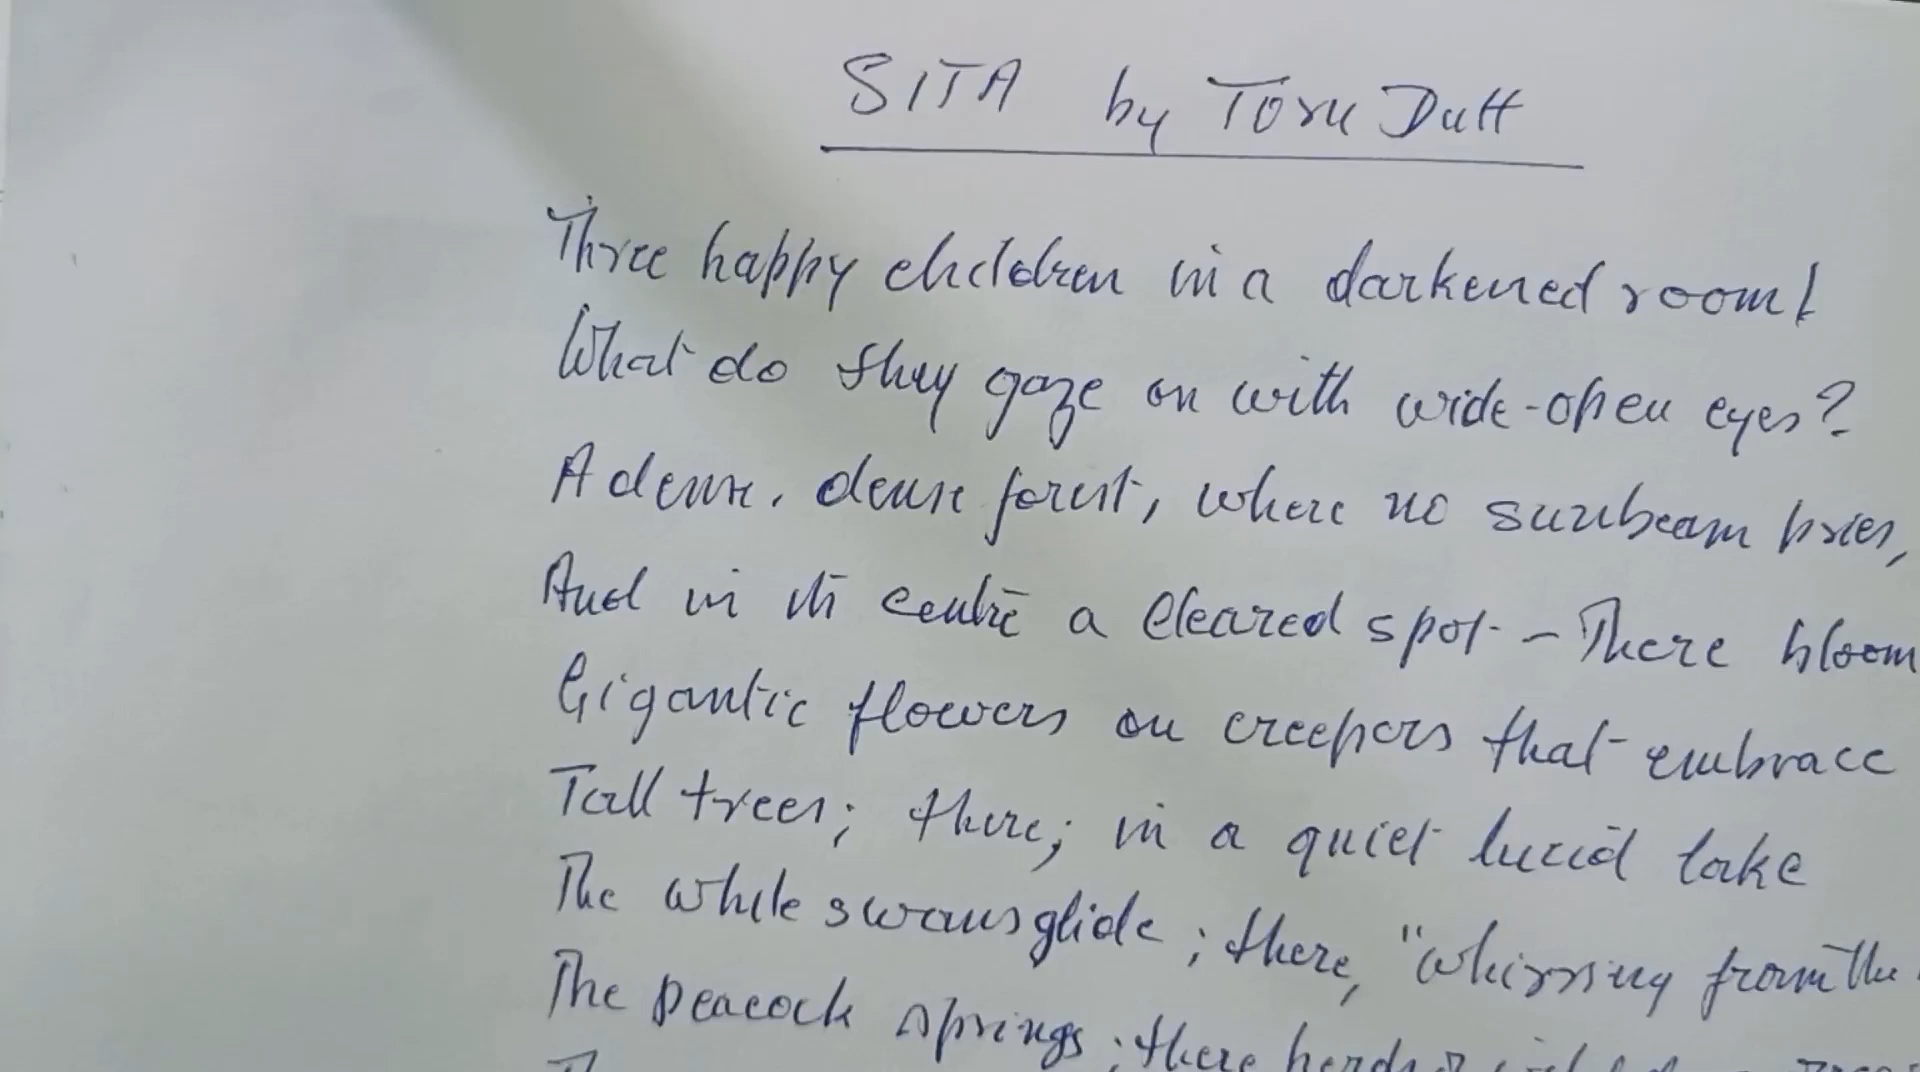 SITA by Toru Dutt
Three happy children in a darkened room!
What do they gaze on with wide-open eyes?
A dense, dense forest, where no sunbeam pries,
And in its centre a cleared spot - There bloom
Gigantic flowers on creepers that embrace
Tall trees; there; in a quiet lucid lake
The white swans glide; there, "whirring from the
The peacock springs; there herds